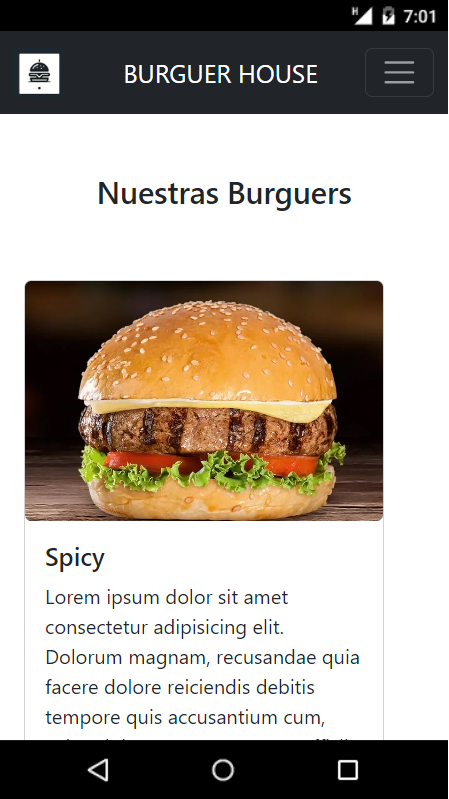 7:01
BURGUER HOUSE
Nuestras Burguers
Spicy
Lorem ipsum dolor sit amet
consectetur adipisicing elit.
Dolorum magnam, recusandae quia
facere dolore reiciendis debitis
tempore quis accusantium cum,